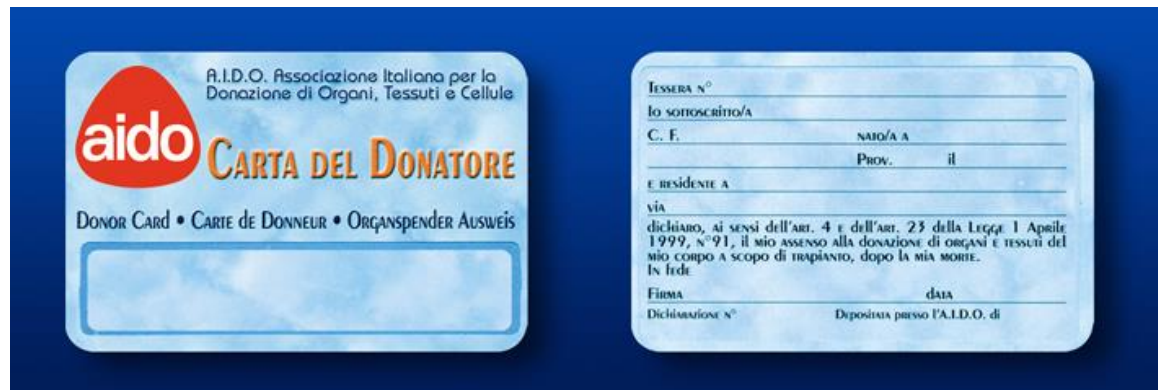 aido
A.I.D.O. Associazione Italiana per la
Donazione di Organi, Tessuti e Cellule
CARTA DEL DONATORE
DONOR CARD • CARTE DE DONNEUR • ORGANSPENDER AUSWEIS
TESSERA N°
Io sottoscritto/A
C. F. NATO/A A
PROV. il
E RESIDENTE A
VIA
dichiaro, ai sensi dell'art. 4 e dell'art. 23 della Legge 1 Aprile
1999, n°91, il mio assenso alla donazione di organi e tessuti del
mio corpo a scopo di trapianto, dopo la mia morte.
In fede
FIRMA data
Dichiarazione n° Depositata presso l'A.I.D.O. di